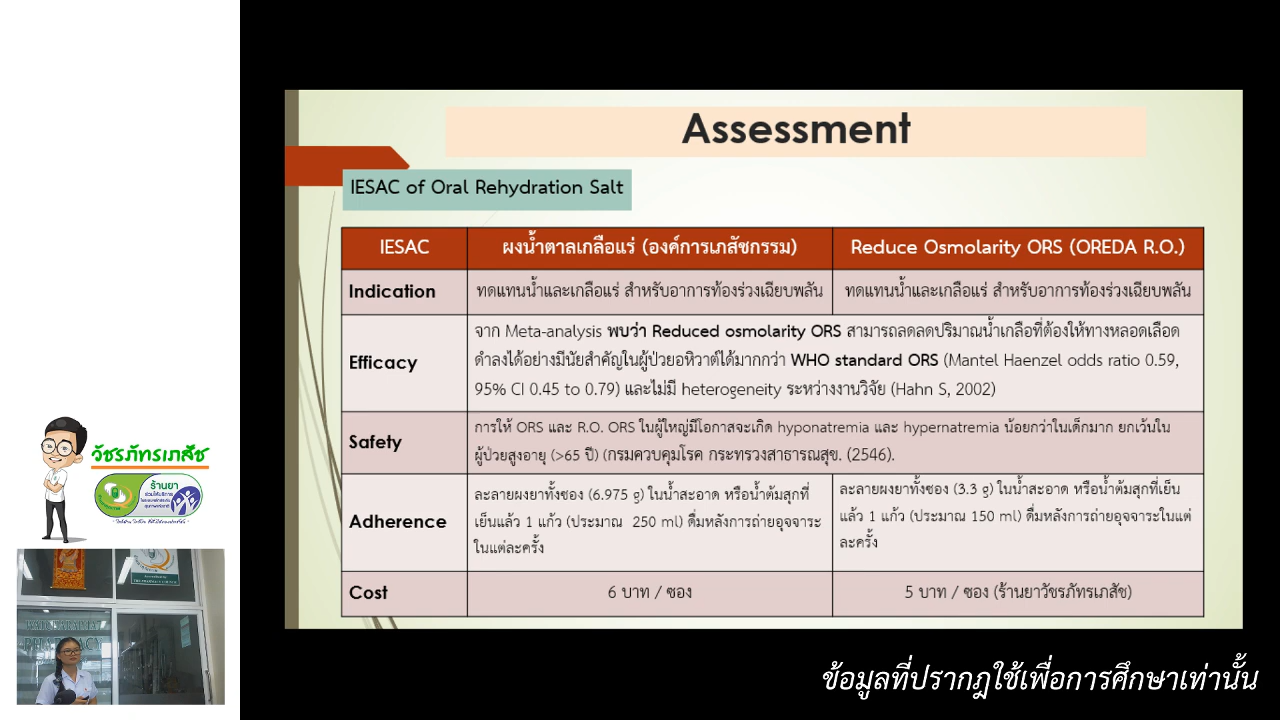 Assessment
IESAC of Oral Rehydration Salt
IESAC
ผงน้ำตาลเกลือแร่ (องค์การเภสัชกรรม)
Reduce Osmolarity ORS (OREDA R.O.)
Indication
ทดแทนน้ำและเกลือแร่ สำหรับอาการท้องร่วงเฉียบพลัน
ทดแทนน้ำและเกลือแร่ สำหรับอาการท้องร่วงเฉียบพลัน
Efficacy
จาก Meta-analysis พบว่า Reduced osmolarity ORS สามารถลดลดปริมาณน้ำเกลือที่ต้องให้ทางหลอดเลือด
ดำลงได้อย่างมีนัยสำคัญในผู้ป่วยอหิวาต์ได้มากกว่า WHO standard ORS (Mantel Haenzel odds ratio 0.59,
95% CI 0.45 to 0.79) และไม่มี heterogeneity ระหว่างงานวิจัย (Hahn S, 2002)
Safety
การให้ ORS และ R.O. ORS ในผู้ใหญ่มีโอกาสจะเกิด hyponatremia และ hypernatremia น้อยกว่าในเด็กมาก ยกเว้นใน
ผู้ป่วยสูงอายุ (>65 ปี) (กรมควบคุมโรค กระทรวงสาธารณสุข. (2546).
Adherence
ละลายผงยาทั้งซอง (6.975 g) ในน้ำสะอาด หรือน้ำต้มสุกที่
เย็นแล้ว 1 แก้ว (ประมาณ 250 ml) ดื่มหลังการถ่ายอุจจาระ
ในแต่ละครั้ง
ละลายผงยาทั้งซอง (3.3 g) ในน้ำสะอาด หรือน้ำต้มสุกที่เย็น
แล้ว 1 แก้ว (ประมาณ 150 ml) ดื่มหลังการถ่ายอุจจาระในแต่
ละครั้ง
Cost
6 บาท / ซอง
5 บาท / ซอง (ร้านยาวัชรภัทรเภสัช)
วัชรภัทรเภสัช
ร้านยา
ข้อมูลที่ปรากฎใช้เพื่อการศึกษาเท่านั้น